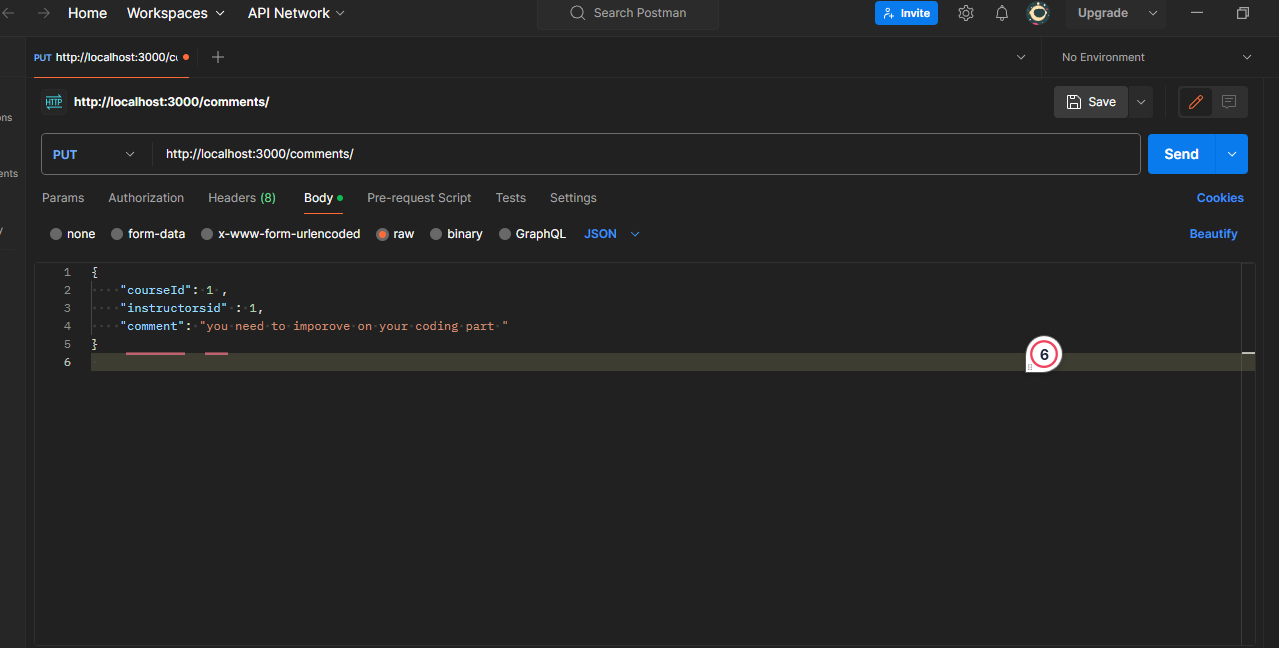 Home Workspaces API Network Search Postman Invite Upgrade
PUT http://localhost:3000/c No Environment
HTTP http://localhost:3000/comments/ Save
ons
PUT http://localhost:3000/comments/ Send
ents
Params Authorization Headers (8) Body Pre-request Script Tests Settings Cookies
none form-data x-www-form-urlencoded raw binary GraphQL JSON Beautify
1 {
2 "courseId": 1 ,
3 "instructorsid" : 1,
4 "comment": "you need to imporove on your coding part "
5 }
6
6